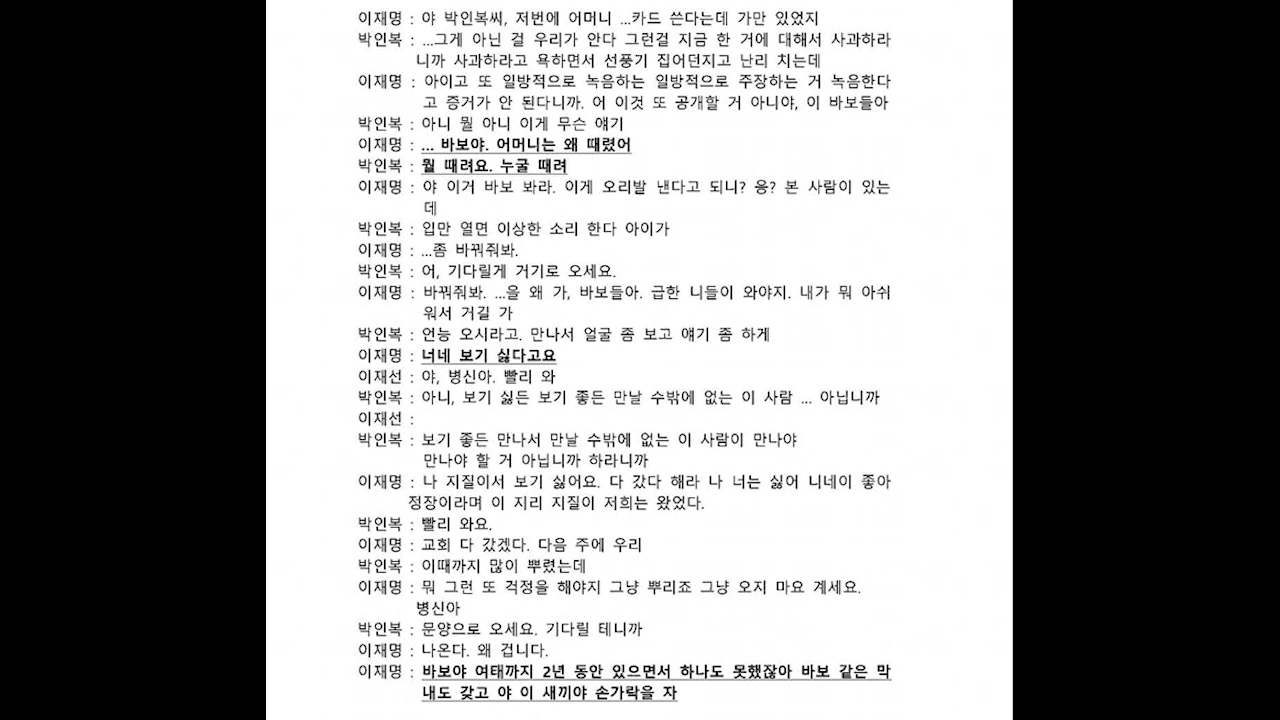 이재명 : 야 박인복씨, 저번에 어머니 ...카드 쓴다는데 가만 있었지
박인복 : ...그게 아닌 걸 우리가 안다 그런걸 지금 한 거에 대해서 사과하라
니까 사과하라고 욕하면서 선풍기 집어던지고 난리 치는데
이재명 : 아이고 또 일방적으로 녹음하는 일방적으로 주장하는 거 녹음한다
고 증거가 안 된다니까. 어 이것 또 공개할 거 아니야, 이 바보들아
박인복 : 아니 뭘 아니 이게 무슨 얘기
이재명 : ... 바보야. 어머니는 왜 때렸어
박인복 : 뭘 때려요. 누굴 때려
이재명 : 야 이거 바보 봐라. 이게 오리발 낸다고 되니? 응? 본 사람이 있는
데
박인복 : 입만 열면 이상한 소리 한다 아이가
이재명 : ...좀 바꿔줘봐.
박인복 : 어, 기다릴게 거기로 오세요.
이재명 : 바꿔줘봐. ...을 왜 가, 바보들아. 급한 니들이 와야지. 내가 뭐 아쉬
워서 거길 가
박인복 : 언능 오시라고. 만나서 얼굴 좀 보고 얘기 좀 하게
이재명 : 너네 보기 싫다고요
이재선 : 야, 병신아. 빨리 와
박인복 : 아니, 보기 싫든 보기 좋든 만날 수밖에 없는 이 사람 ... 아닙니까
이재선 :
박인복 : 보기 좋든 만나서 만날 수밖에 없는 이 사람이 만나야
만나야 할 거 아닙니까 하라니까
이재명 : 나 지질이서 보기 싫어요. 다 갔다 해라 나 너는 싫어 니네이 좋아
정장이라며 이 지리 지질이 저희는 왔었다.
박인복 : 빨리 와요.
이재명 : 교회 다 갔겠다. 다음 주에 우리
박인복 : 이때까지 많이 뿌렸는데
이재명 : 뭐 그런 또 걱정을 해야지 그냥 뿌리죠 그냥 오지 마요 계세요.
병신아
박인복 : 문양으로 오세요. 기다릴 테니까
이재명 : 나온다. 왜 겁니다.
이재명 : 바보야 여태까지 2년 동안 있으면서 하나도 못했잖아 바보 같은 막
내도 갖고 야 이 새끼야 손가락을 자